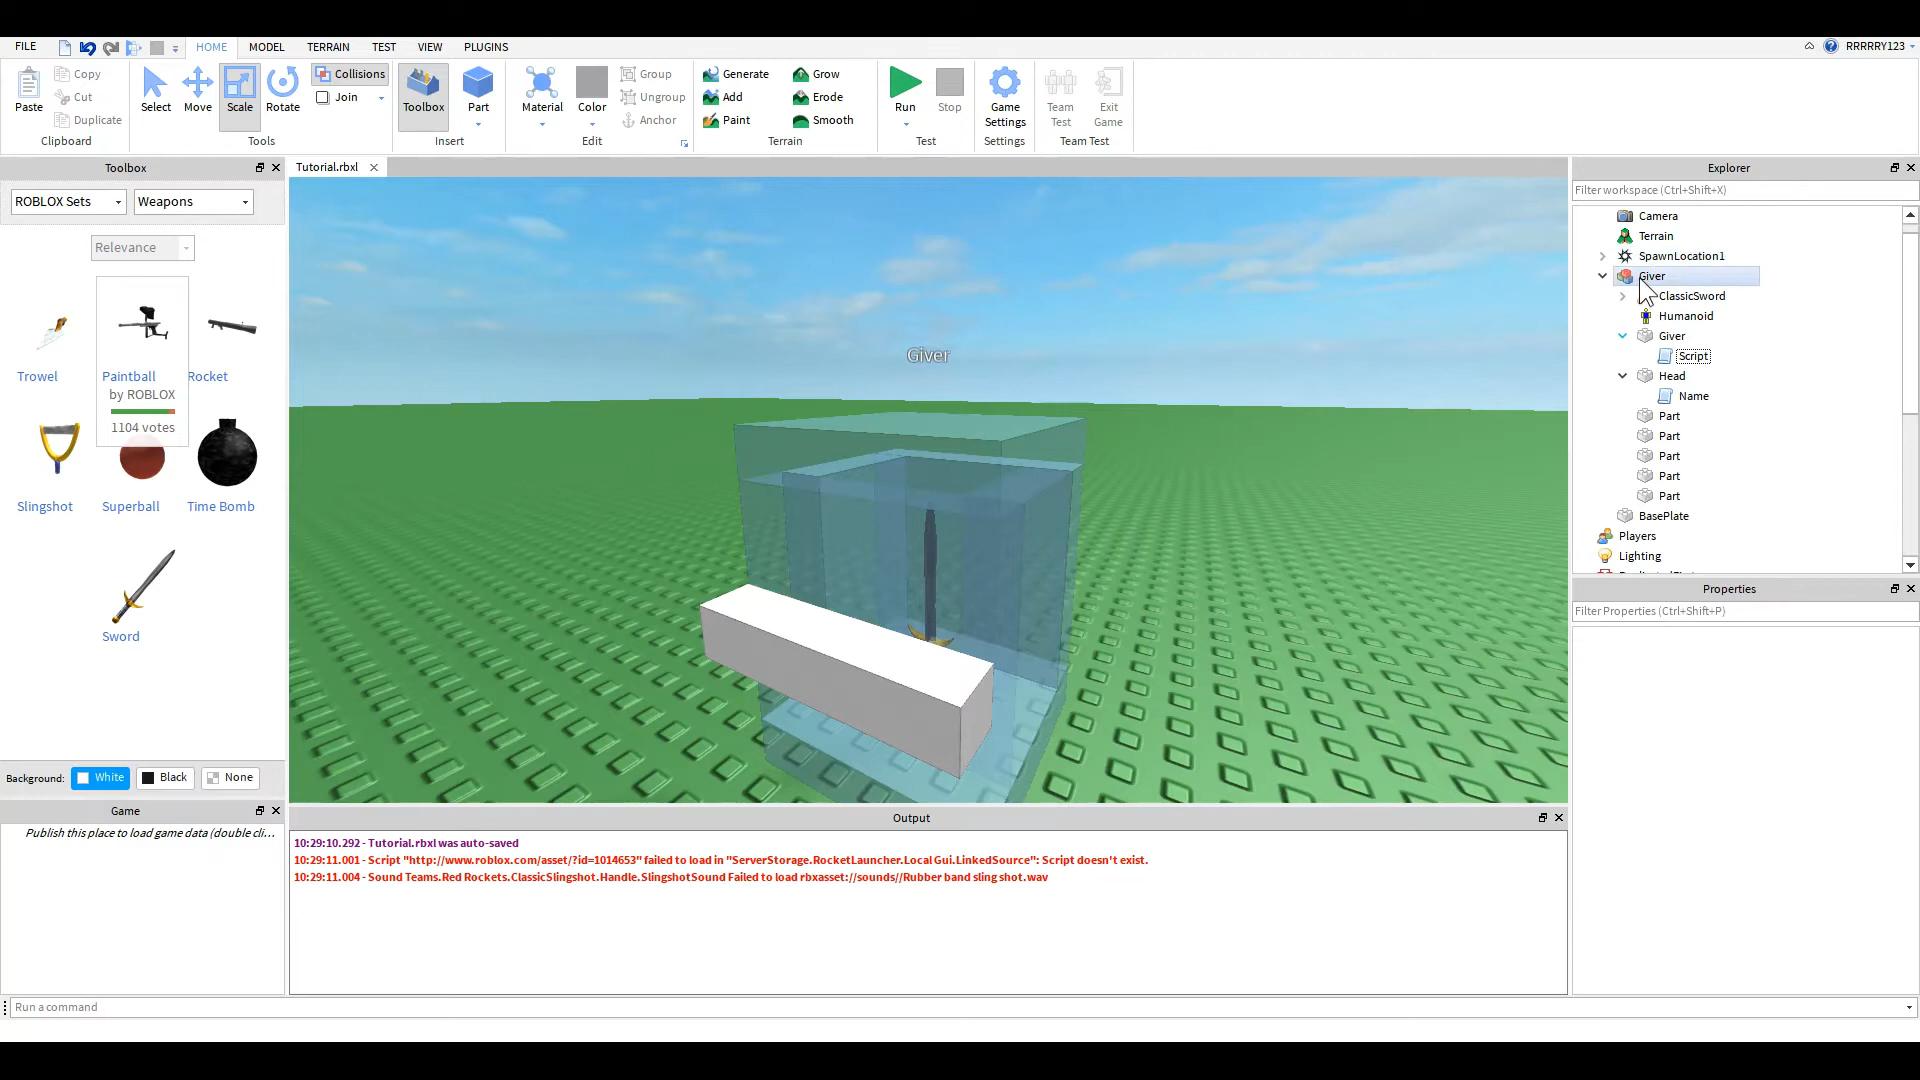 FILE HOME MODEL TERRAIN TEST VIEW PLUGINS RRRRRY123
Paste
Copy
Cut
Duplicate
Clipboard
Select Move Scale Rotate
Collisions
Join
Tools
Toolbox Part
Insert
Material Color
Group
Ungroup
Anchor
Edit
Generate Grow
Add Erode
Paint Smooth
Terrain
Run Stop
Test
Game Settings
Settings
Team Test
Exit Game
Team Test
Toolbox
ROBLOX Sets Weapons
Relevance
Trowel Paintball Rocket
by ROBLOX
1104 votes
Slingshot Superball Time Bomb
Sword
Background: White Black None
Game
Publish this place to load game data (double cli...
Tutorial.rbxl
Giver
Output
10:29:10.292 - Tutorial.rbxl was auto-saved
10:29:11.001 - Script "http://www.roblox.com/asset/?id=1014653" failed to load in "ServerStorage.RocketLauncher.Local Gui.LinkedSource": Script doesn't exist.
10:29:11.004 - Sound Teams.Red Rockets.ClassicSlingshot.Handle.SlingshotSound Failed to load rbxasset://sounds//Rubber band sling shot.wav
Explorer
Filter workspace (Ctrl+Shift+X)
Camera
Terrain
SpawnLocation1
Giver
ClassicSword
Humanoid
Giver
Script
Head
Name
Part
Part
Part
Part
Part
BasePlate
Players
Lighting
Properties
Filter Properties (Ctrl+Shift+P)
Run a command